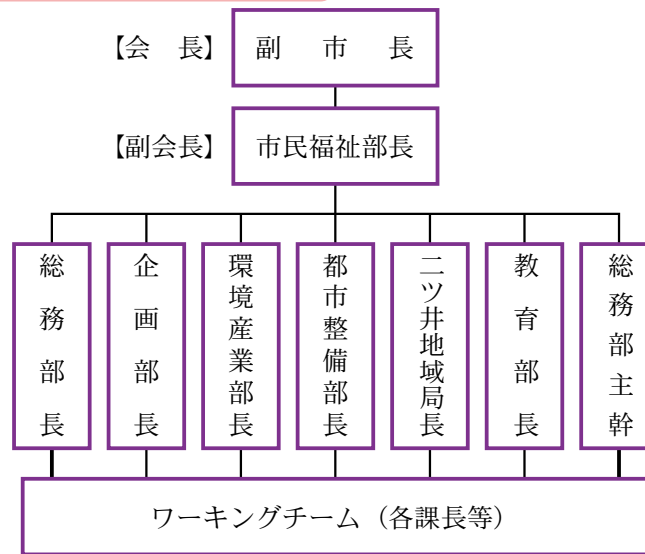 【会　長】 副　市　長
【副会長】 市民福祉部長
総務部長
企画部長
環境産業部長
都市整備部長
二ツ井地域局長
教育部長
総務部主幹
ワーキングチーム（各課長等）